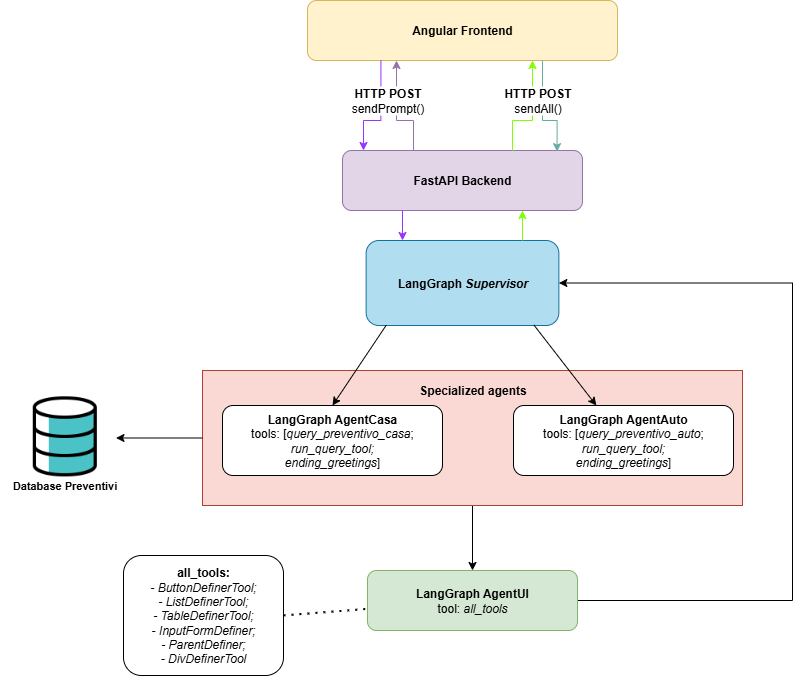 Angular Frontend
HTTP POST
sendPrompt()
HTTP POST
sendAll()
FastAPI Backend
LangGraph Supervisor
Specialized agents
LangGraph AgentCasa
tools: [query_preventivo_casa;
run_query_tool;
ending_greetings]
LangGraph AgentAuto
tools: [query_preventivo_auto;
run_query_tool;
ending_greetings]
Database Preventivi
all_tools:
- ButtonDefinerTool;
- ListDefinerTool;
- TableDefinerTool;
- InputFormDefiner;
- ParentDefiner;
- DivDefinerTool
LangGraph AgentUI
tool: all_tools